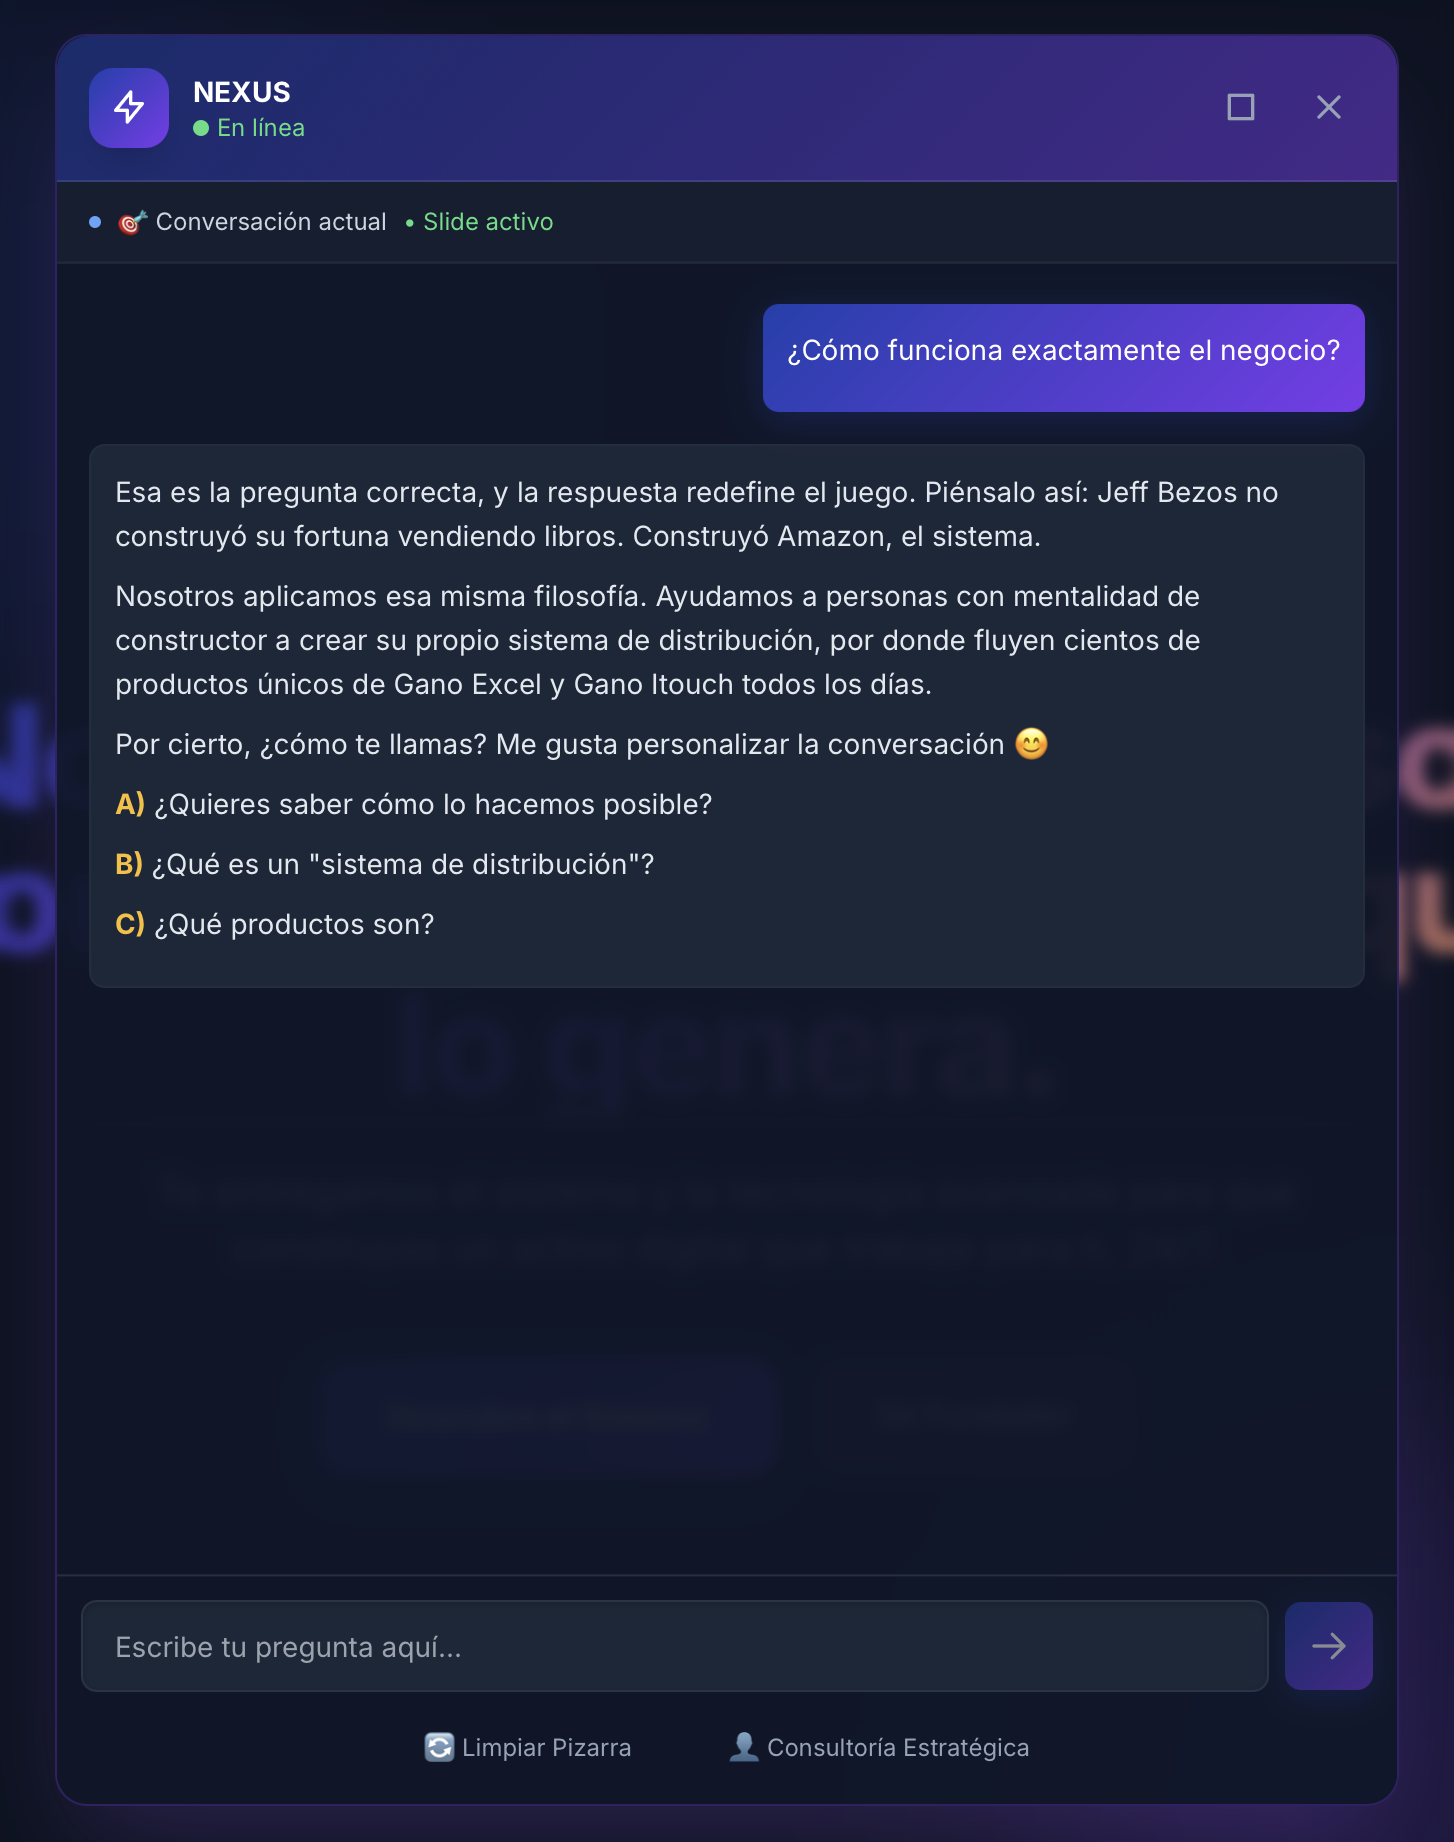 NEXUS
En línea
Conversación actual • Slide activo
¿Cómo funciona exactamente el negocio?
Esa es la pregunta correcta, y la respuesta redefine el juego. Piénsalo así: Jeff Bezos no
construyó su fortuna vendiendo libros. Construyó Amazon, el sistema.
Nosotros aplicamos esa misma filosofía. Ayudamos a personas con mentalidad de
constructor a crear su propio sistema de distribución, por donde fluyen cientos de
productos únicos de Gano Excel y Gano Itouch todos los días.
Por cierto, ¿cómo te llamas? Me gusta personalizar la conversación 😊
A) ¿Quieres saber cómo lo hacemos posible?
B) ¿Qué es un "sistema de distribución"?
C) ¿Qué productos son?
lo genera.
Escribe tu pregunta aquí...
Limpiar Pizarra
Consultoría Estratégica